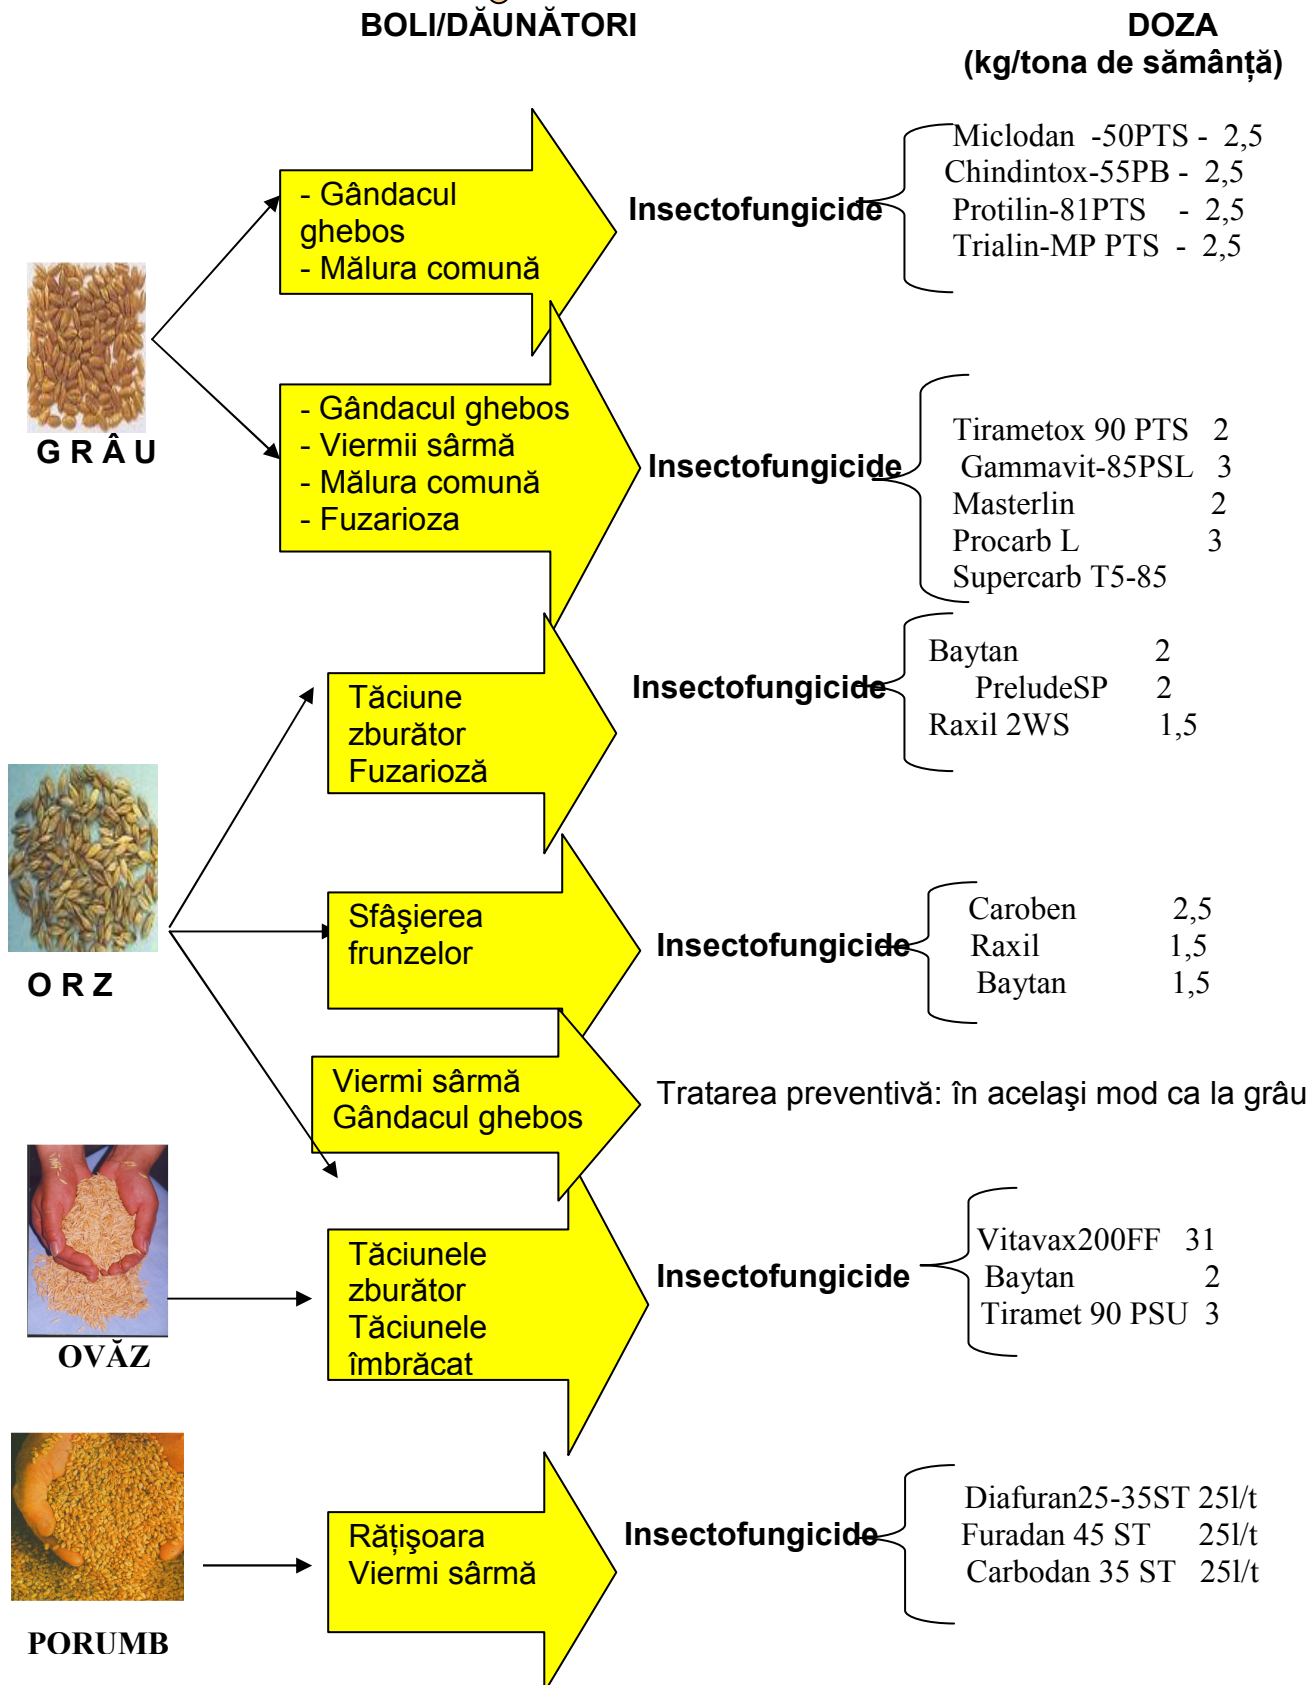 BOLI/DĂUNĂTORI
DOZA
(kg/tona de sămânță)
G R Â U
- Gândacul
ghebos
- Mălura comună
Insectofungicide
Miclodan -50PTS - 2,5
Chindintox-55PB - 2,5
Protilin-81PTS - 2,5
Trialin-MP PTS - 2,5
- Gândacul ghebos
- Viermii sârmă
- Mălura comună
- Fuzarioza
Insectofungicide
Tirametox 90 PTS 2
Gammavit-85PSL 3
Masterlin 2
Procarb L 3
Supercarb T5-85
O R Z
Tăciune
zburător
Fuzarioză
Insectofungicide
Baytan 2
PreludeSP 2
Raxil 2WS 1,5
Sfâşierea
frunzelor
Insectofungicide
Caroben 2,5
Raxil 1,5
Baytan 1,5
Viermi sârmă
Gândacul ghebos
Tratarea preventivă: în acelaşi mod ca la grâu
OVĂZ
Tăciunele
zburător
Tăciunele
îmbrăcat
Insectofungicide
Vitavax200FF 31
Baytan 2
Tiramet 90 PSU 3
PORUMB
Rățişoara
Viermi sârmă
Insectofungicide
Diafuran25-35ST 25l/t
Furadan 45 ST 25l/t
Carbodan 35 ST 25l/t